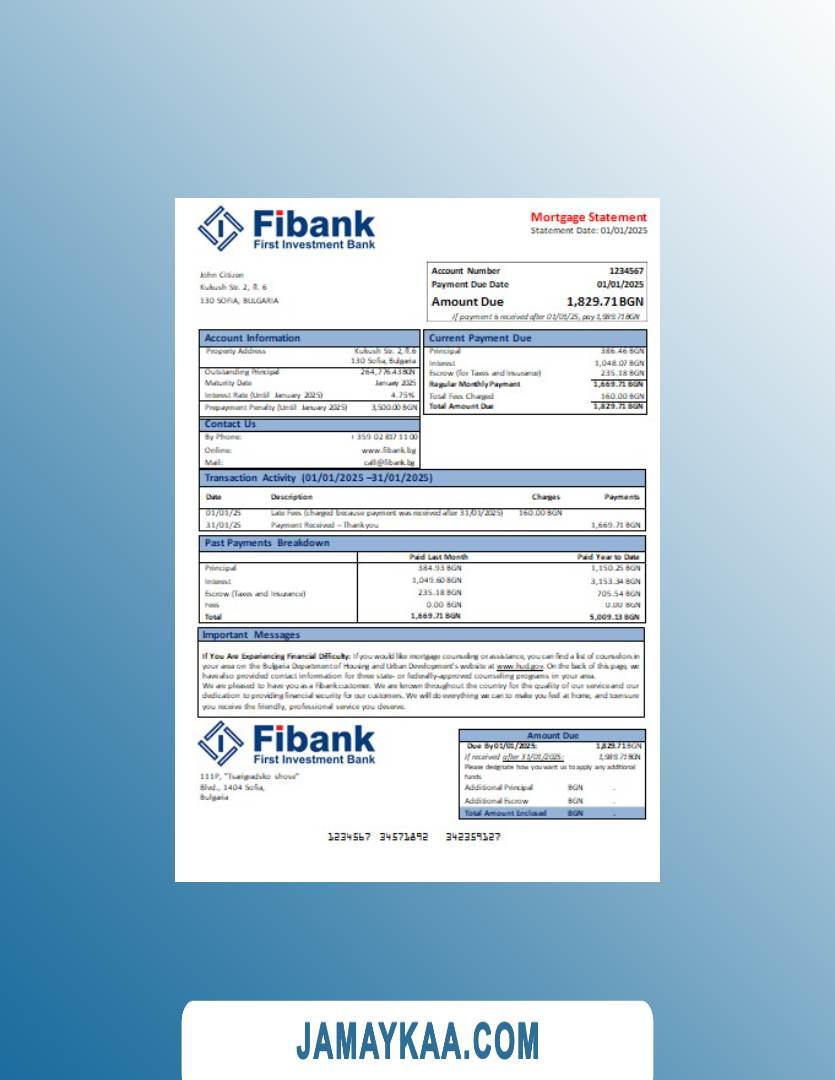 Fibank
First Investment Bank
Mortgage Statement
Statement Date: 01/01/2025
John Citizen
Kukush Str. 2, fl. 6
130 SOFIA, BULGARIA
Account Number 1234567
Payment Due Date 01/01/2025
Amount Due 1,829.71BGN
If payment is received after 01/01/25, pay 1,989.71BGN
Account Information
Property Address Kukush Str. 2, fl.6
130 Sofia, Bulgaria
Outstanding Principal 264,776.43BGN
Maturity Date January 2025
Interest Rate (Until January 2025) 4.75%
Prepayment Penalty (Until January 2025) 3,500.00 BGN
Contact Us
By Phone: +359 02 817 11 00
Online: www.fibank.bg
Mail: call@fibank.bg
Current Payment Due
Principal 386.46 BGN
Interest 1,048.07 BGN
Escrow (for Taxes and Insurance) 235.18 BGN
Regular Monthly Payment 1,669.71 BGN
Total Fees Charged 160.00 BGN
Total Amount Due 1,829.71 BGN
Transaction Activity (01/01/2025 –31/01/2025)
Date Description Charges Payments
01/01/25 Late Fees (charged because payment was received after 31/01/2025) 160.00 BGN
31/01/25 Payment Received – Thank you 1,669.71 BGN
Past Payments Breakdown
Paid Last Month Paid Year to Date
Principal 384.93 BGN 1,150.25 BGN
Interest 1,049.60 BGN 3,153.34 BGN
Escrow (Taxes and Insurance) 235.18 BGN 705.54 BGN
Fees 0.00 BGN 0.00 BGN
Total 1,669.71 BGN 5,009.13 BGN
Important Messages
If You Are Experiencing Financial Difficulty: If you would like mortgage counseling or assistance, you can find a list of counselors in
your area on the Bulgaria Department of Housing and Urban Development's website at www.hud.gov. On the back of this page, we
have also provided contact information for three state- or federally-approved counseling programs in your area.
We are pleased to have you as a Fibank customer. We are known throughout the country for the quality of our service and our
dedication to providing financial security for our customers. We will do everything we can to make you feel at home, and to ensure
you receive the friendly, professional service you deserve.
Fibank
First Investment Bank
111P, "Tsarigradsko shose"
Blvd., 1404 Sofia,
Bulgaria
Amount Due
Due By 01/01/2025: 1,829.71 BGN
If received after 31/01/2025: 1,989.71BGN
Please designate how you want us to apply any additional
funds.
Additional Principal BGN -
Additional Escrow BGN -
Total Amount Enclosed BGN -
1234567 34571892 342359127
JAMAYKAA.COM